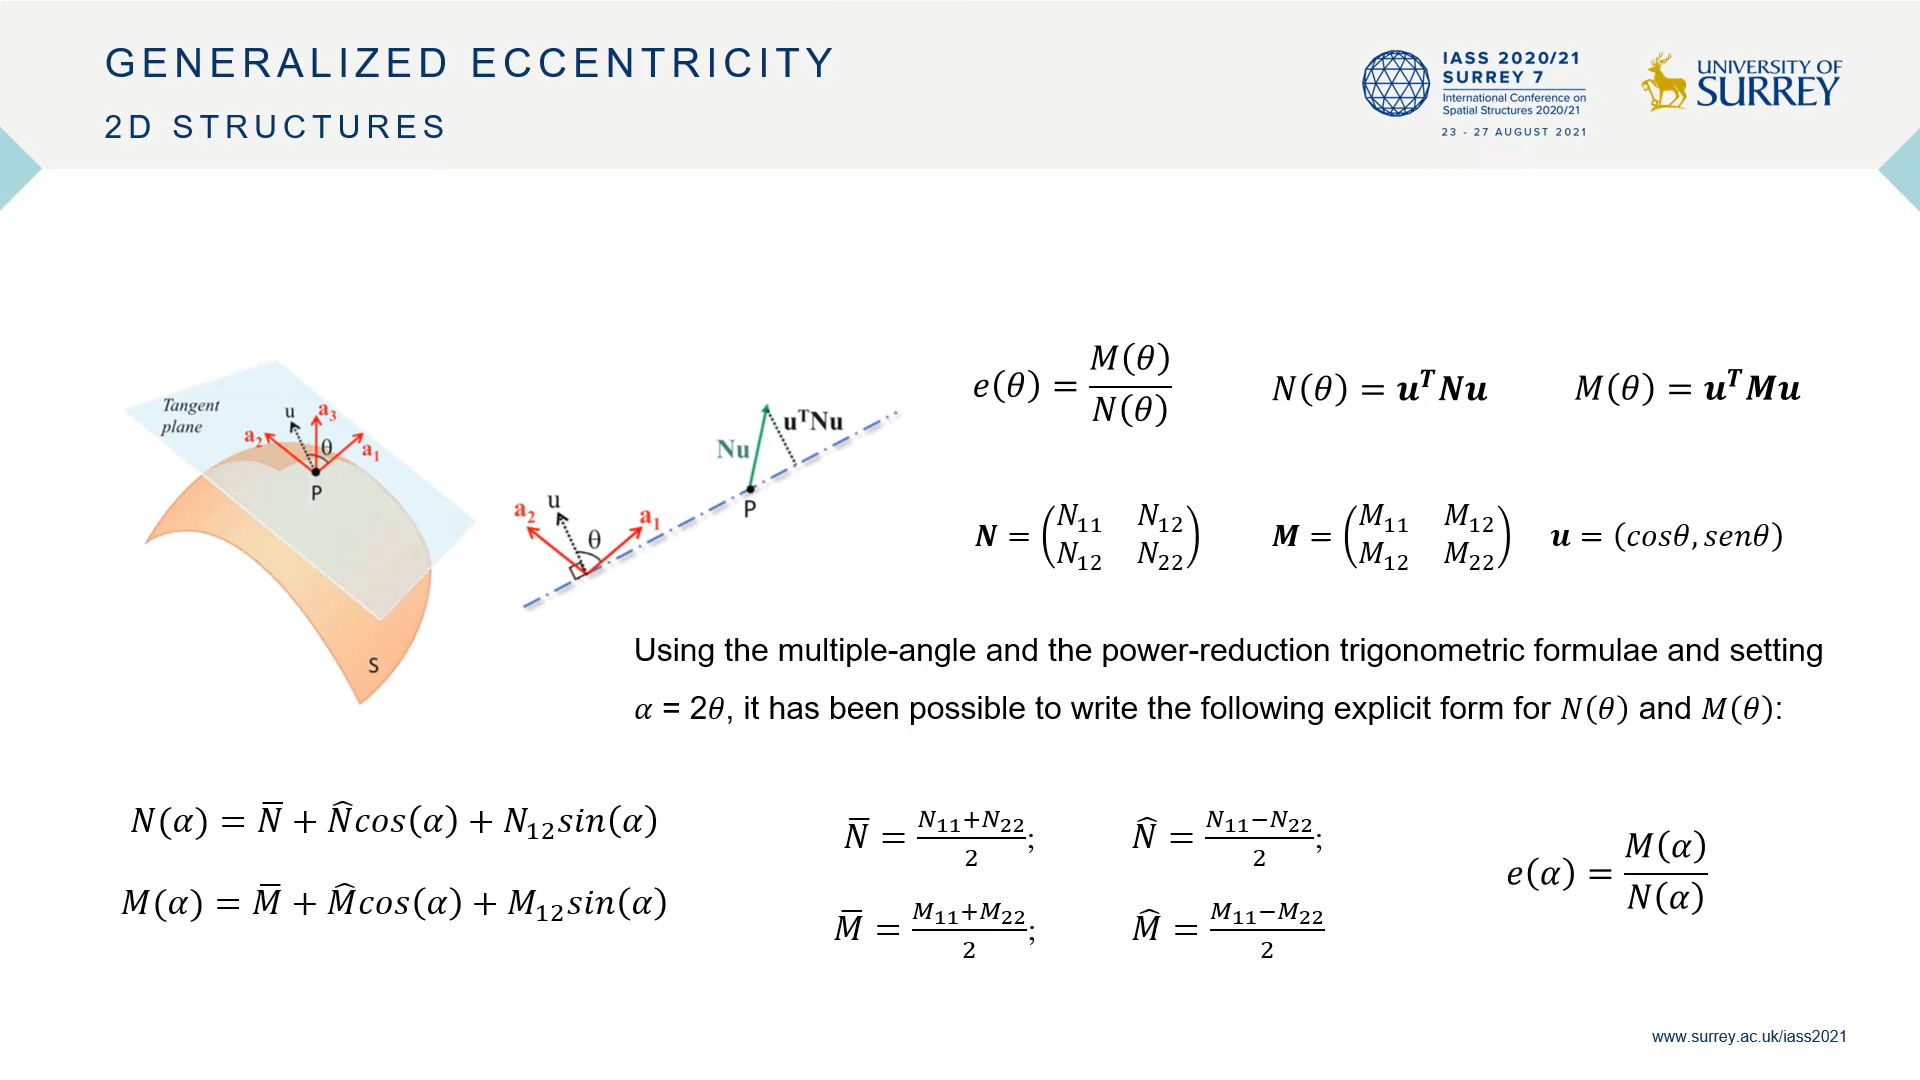 GENERALIZED ECCENTRICITY
2D STRUCTURES
IASS 2020/21
SURREY 7
International Conference on
Spatial Structures 2020/21
23 - 27 AUGUST 2021
UNIVERSITY OF
SURREY
Tangent
plane
u
a₃
a₂
θ
a₁
P
S
a₂
u
θ
a₁
Nu
uᵀNu
P
e(θ) = M(θ)/N(θ)
N(θ) = uᵀNu
M(θ) = uᵀMu
N = (N₁₁ N₁₂
N₁₂ N₂₂)
M = (M₁₁ M₁₂
M₁₂ M₂₂)
u = (cosθ, senθ)
Using the multiple-angle and the power-reduction trigonometric formulae and setting
α = 2θ, it has been possible to write the following explicit form for N(θ) and M(θ):
N(α) = N̅ + N̂cos(α) + N₁₂sin(α)
M(α) = M̅ + M̂cos(α) + M₁₂sin(α)
N̅ = N₁₁+N₂₂/2;
N̂ = N₁₁−N₂₂/2;
M̅ = M₁₁+M₂₂/2;
M̂ = M₁₁−M₂₂/2
e(α) = M(α)/N(α)
www.surrey.ac.uk/iass2021